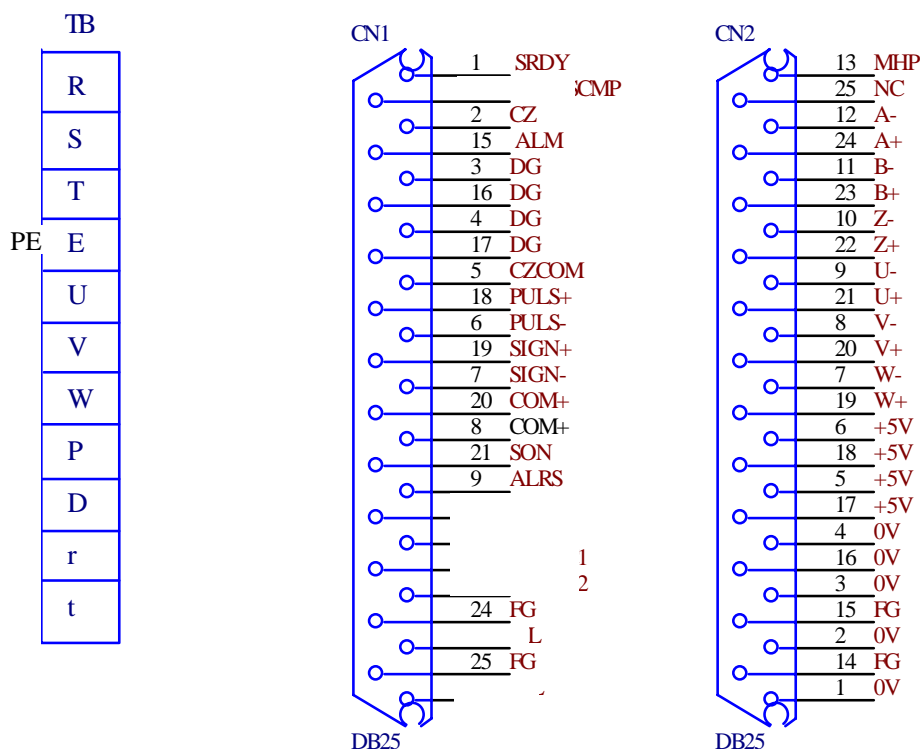 TB
R
S
T
PE E
U
V
W
P
D
r
t
CN1
1 SRDY
SCMP
2 CZ
15 ALM
3 DG
16 DG
4 DG
17 DG
5 CZCOM
18 PULS+
6 PULS-
19 SIGN+
7 SIGN-
20 COM+
8 COM+
21 SON
9 ALRS
1
2
24 FG
L
25 FG
DB25
CN2
13 MHP
25 NC
12 A-
24 A+
11 B-
23 B+
10 Z-
22 Z+
9 U-
21 U+
8 V-
20 V+
7 W-
19 W+
6 +5V
18 +5V
5 +5V
17 +5V
4 0V
16 0V
3 0V
15 FG
2 0V
14 FG
1 0V
DB25